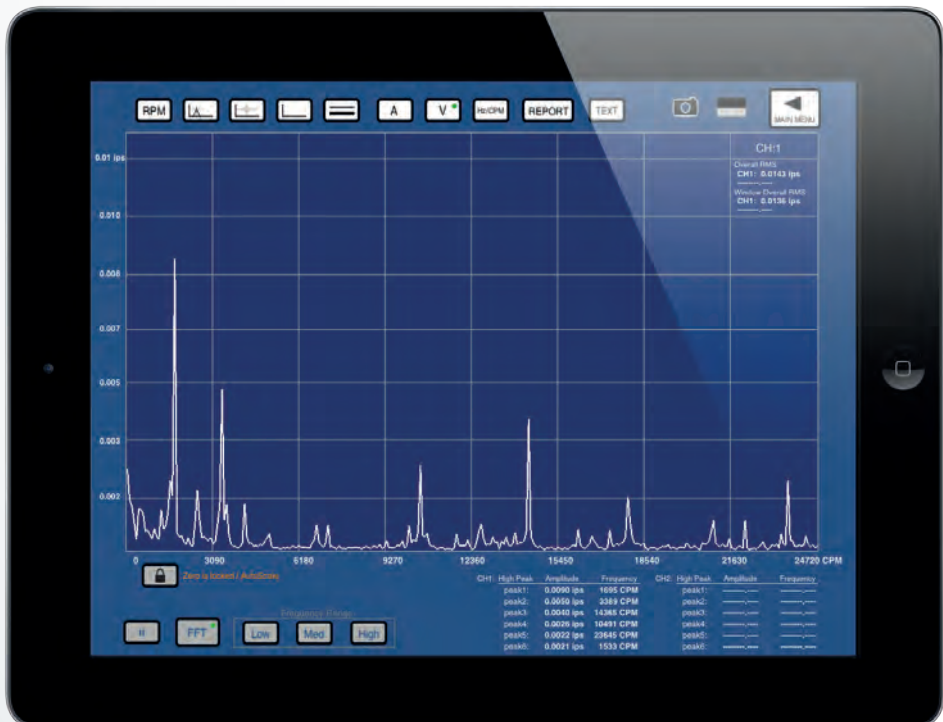 RPM A V Hz/CPM REPORT TEXT MAIN MENU
CH:1
0.01 ips
Overall RMS
CH1: 0.0143 ips
Window Overall RMS
CH1: 0.0136 ips
0.010
0.008
0.007
0.005
0.003
0.002
0 3090 6180 9270 12360 15450 18540 21630 24720 CPM
Zero is locked / AutoScale
CH1: High Peak Amplitude Frequency CH2: High Peak Amplitude Frequency
peak1: 0.0090 ips 1695 CPM peak1: ——.— ——.—
peak2: 0.0050 ips 3389 CPM peak2: ——.— ——.—
peak3: 0.0040 ips 14365 CPM peak3: ——.— ——.—
peak4: 0.0026 ips 10491 CPM peak4: ——.— ——.—
peak5: 0.0022 ips 23645 CPM peak5: ——.— ——.—
peak6: 0.0021 ips 1533 CPM peak6: ——.— ——.—
Frequency Range
II FFT Low Med High